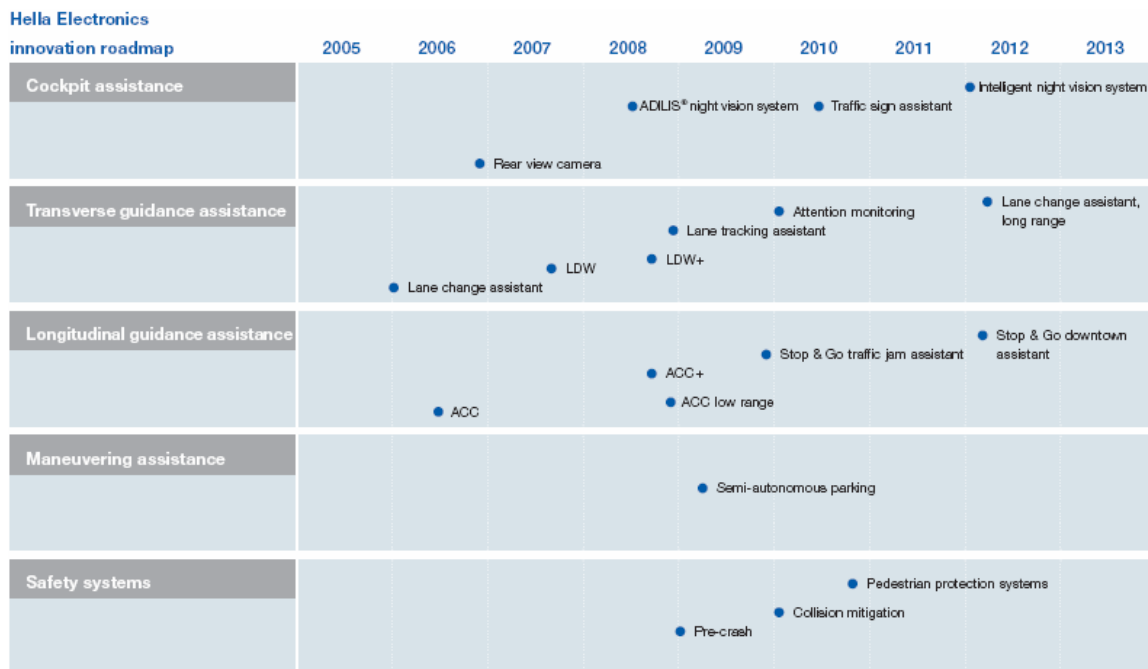 Hella Electronics
innovation roadmap 2005 2006 2007 2008 2009 2010 2011 2012 2013
Cockpit assistance
Intelligent night vision system
ADILIS® night vision system Traffic sign assistant
Rear view camera
Transverse guidance assistance
Lane change assistant,
long range
Attention monitoring
Lane tracking assistant
LDW+
LDW
Lane change assistant
Longitudinal guidance assistance
Stop & Go downtown
assistant
Stop & Go traffic jam assistant
ACC+
ACC low range
ACC
Maneuvering assistance
Semi-autonomous parking
Safety systems
Pedestrian protection systems
Collision mitigation
Pre-crash